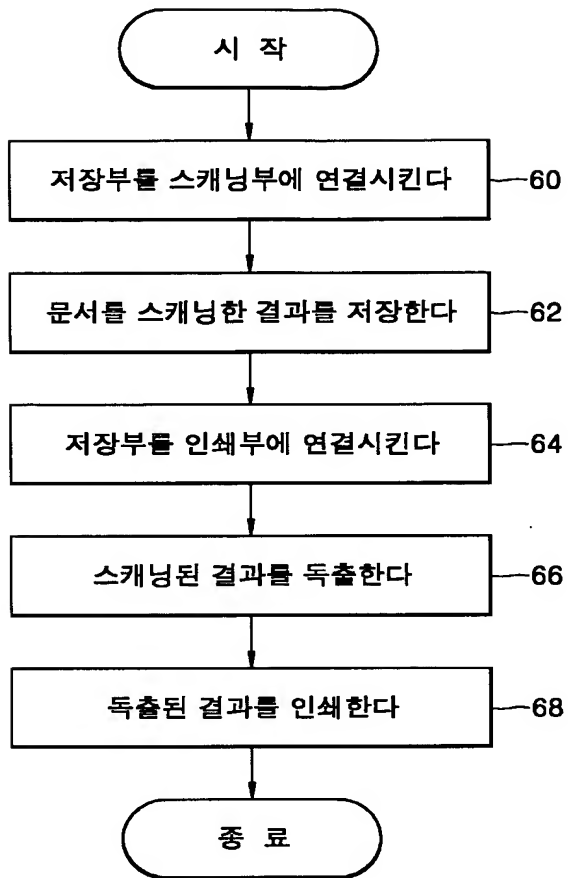 시 작
저장부를 스캐닝부에 연결시킨다
60
문서를 스캐닝한 결과를 저장한다
62
저장부를 인쇄부에 연결시킨다
64
스캐닝된 결과를 독출한다
66
독출된 결과를 인쇄한다
68
종 료